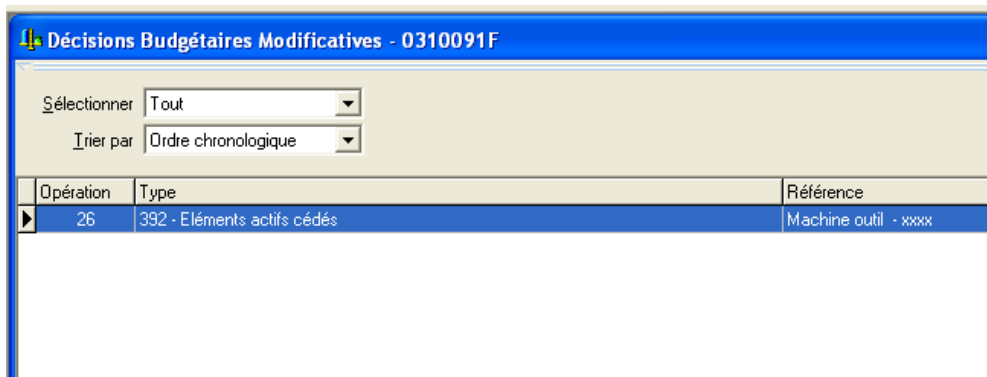 Décisions Budgétaires Modificatives - 0310091F
Sélectionner Tout
Trier par Ordre chronologique
Opération Type Référence
26 392 - Eléments actifs cédés Machine outil - xxxx